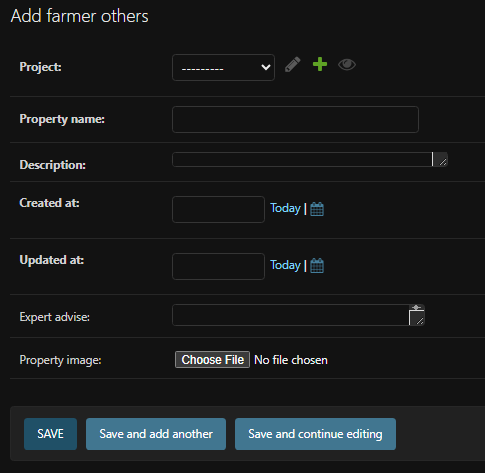 Add farmer others
Project: ---------
Property name:
Description:
Created at: Today |
Updated at: Today |
Expert advise:
Property image: Choose File No file chosen
SAVE Save and add another Save and continue editing